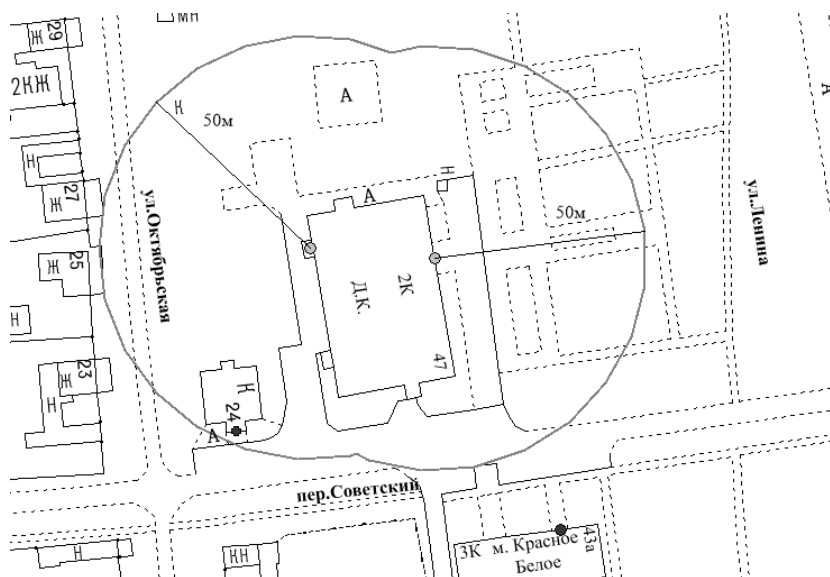 МН
29
Ж
2КЖ
Н
27
Ж
25
Ж
Н
23
Ж
Н
ул.Октябрьская
К
50м
А
Н
А
50м
ул.Ленина
А
2К
Д.К.
47
К
24
А
пер.Советский
Н
КН
3К м. Красное
Белое
43а